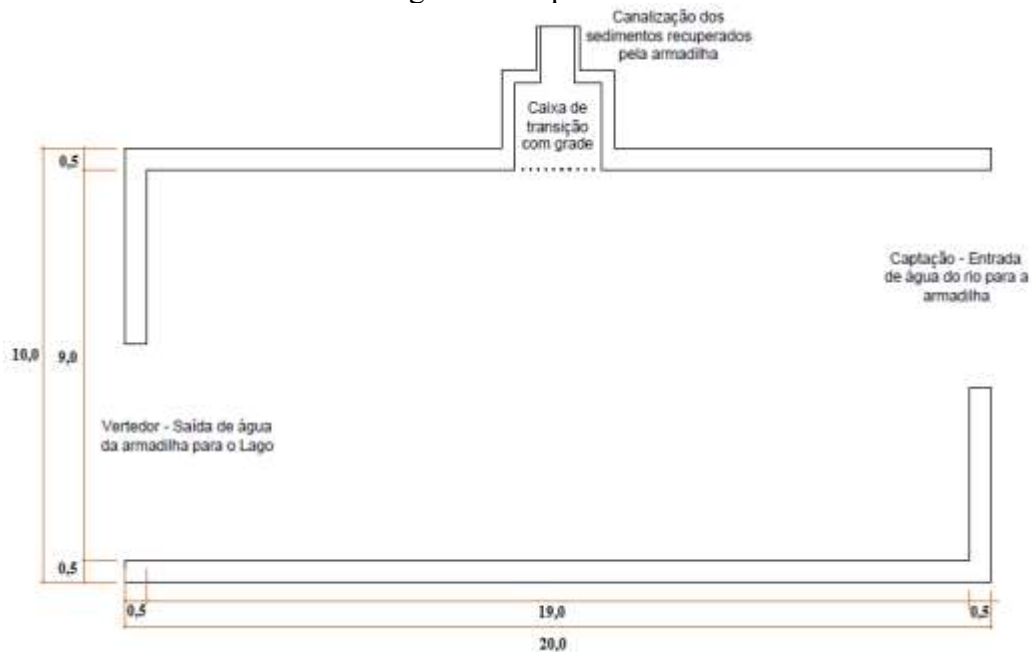 Canalização dos
sedimentos recuperados
pela armadilha
Caixa de
transição
com grade
0,5
Captação - Entrada
de água do rio para a
armadilha
10,0
9,0
Vertedor - Saída de água
da armadilha para o Lago
0,5
0,5
19,0
0,5
20,0